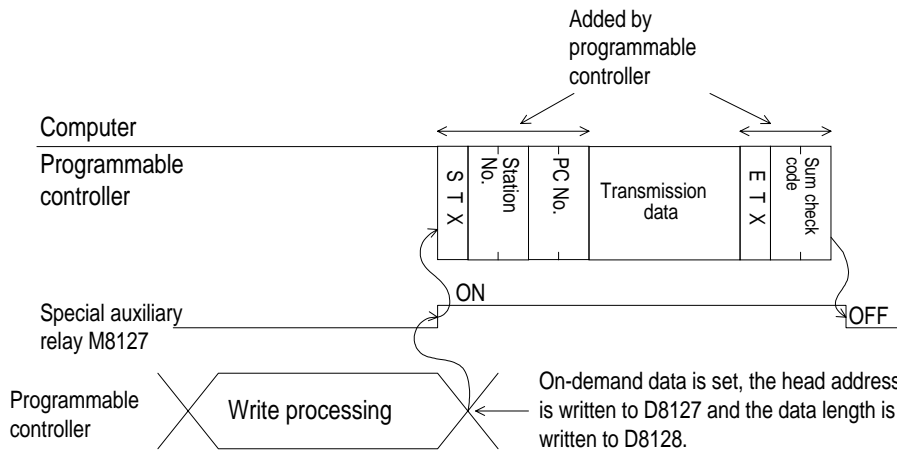 Added by
programmable
controller
Computer
Programmable
controller
S T X
Station
No.
PC No.
Transmission
data
E T X
Sum check
code
ON
Special auxiliary
relay M8127
OFF
Programmable
controller
Write processing
On-demand data is set, the head address
is written to D8127 and the data length is
written to D8128.